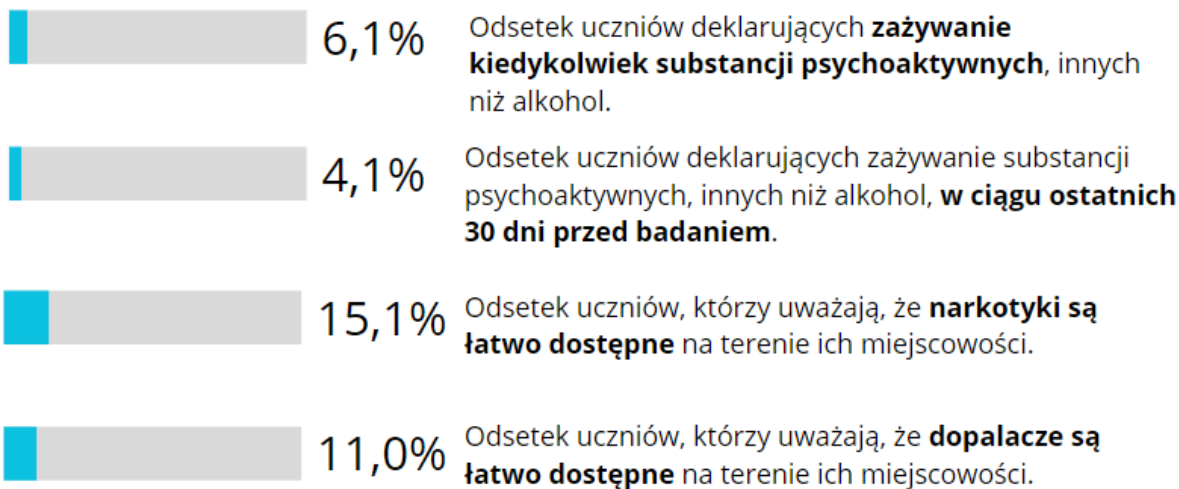 6,1%
Odsetek uczniów deklarujących zażywanie
kiedykolwiek substancji psychoaktywnych, innych
niż alkohol.
4,1%
Odsetek uczniów deklarujących zażywanie substancji
psychoaktywnych, innych niż alkohol, w ciągu ostatnich
30 dni przed badaniem.
15,1%
Odsetek uczniów, którzy uważają, że narkotyki są
łatwo dostępne na terenie ich miejscowości.
11,0%
Odsetek uczniów, którzy uważają, że dopalacze są
łatwo dostępne na terenie ich miejscowości.